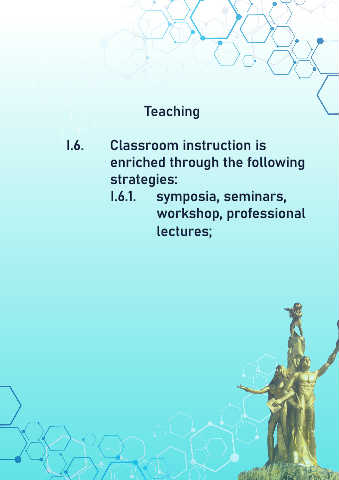 Teaching
I.6. Classroom instruction is
enriched through the following
strategies:
I.6.1. symposia, seminars,
workshop, professional
lectures;